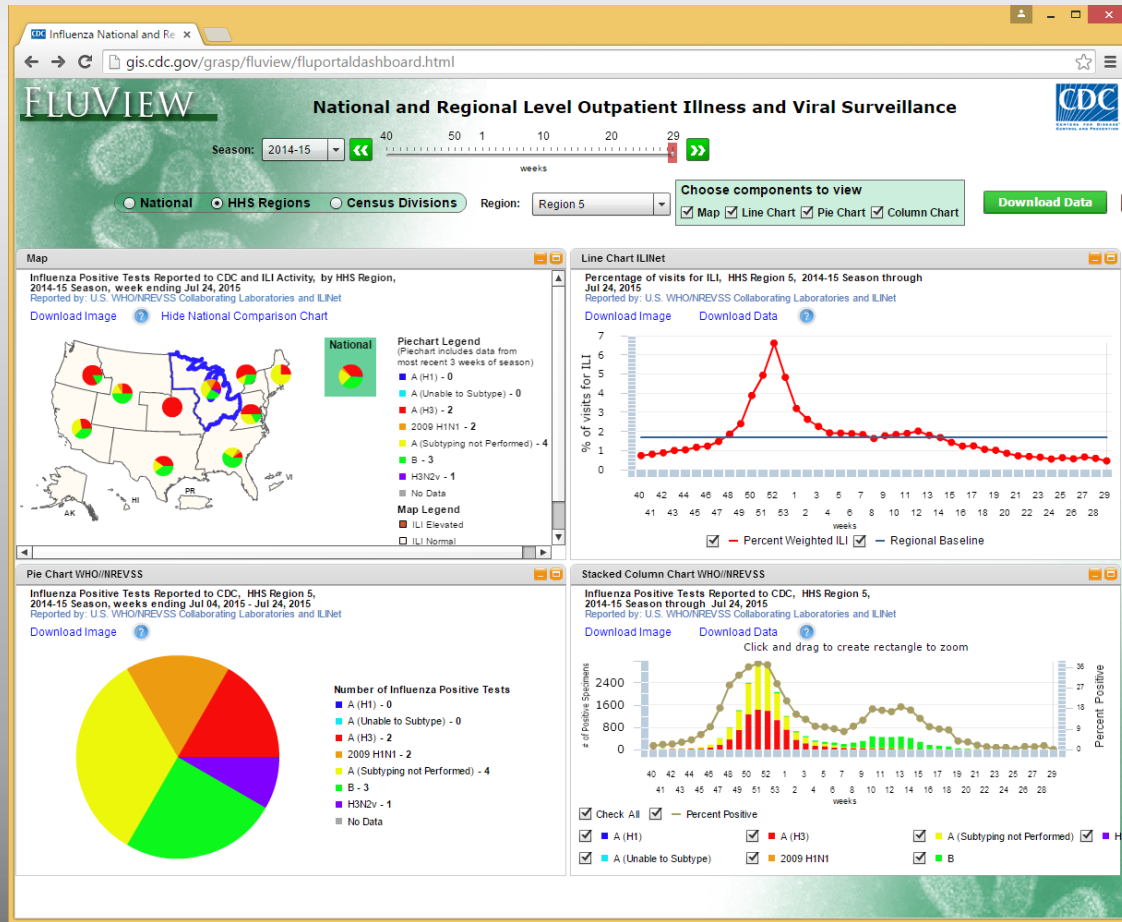 Influenza National and Re
gis.cdc.gov/grasp/fluview/fluportaldashboard.html
FLUVIEW
National and Regional Level Outpatient Illness and Viral Surveillance
CDC
CENTERS FOR DISEASE
CONTROL AND PREVENTION
40 50 1 10 20 29
Season: 2014-15
weeks
National HHS Regions Census Divisions Region: Region 5
Choose components to view
Map Line Chart Pie Chart Column Chart
Download Data
Map
Influenza Positive Tests Reported to CDC and ILI Activity, by HHS Region,
2014-15 Season, week ending Jul 24, 2015
Reported by: U.S. WHO/NREVSS Collaborating Laboratories and ILINet
Download Image ? Hide National Comparison Chart
National
AK
HI
PR
VI
Piechart Legend
(Piechart includes data from
most recent 3 weeks of season)
A (H1) - 0
A (Unable to Subtype) - 0
A (H3) - 2
2009 H1N1 - 2
A (Subtyping not Performed) - 4
B - 3
H3N2v - 1
No Data
Map Legend
ILI Elevated
ILI Normal
Line Chart ILINet
Percentage of visits for ILI, HHS Region 5, 2014-15 Season through
Jul 24, 2015
Reported by: U.S. WHO/NREVSS Collaborating Laboratories and ILINet
Download Image Download Data ?
% of visits for ILI
7
6
5
4
3
2
1
0
40 42 44 46 48 50 52 1 3 5 7 9 11 13 15 17 19 21 23 25 27 29
41 43 45 47 49 51 53 2 4 6 8 10 12 14 16 18 20 22 24 26 28
weeks
Percent Weighted ILI Regional Baseline
Pie Chart WHO//NREVSS
Influenza Positive Tests Reported to CDC, HHS Region 5,
2014-15 Season, weeks ending Jul 04, 2015 - Jul 24, 2015
Reported by: U.S. WHO/NREVSS Collaborating Laboratories and ILINet
Download Image ?
Number of Influenza Positive Tests
A (H1) - 0
A (Unable to Subtype) - 0
A (H3) - 2
2009 H1N1 - 2
A (Subtyping not Performed) - 4
B - 3
H3N2v - 1
No Data
Stacked Column Chart WHO//NREVSS
Influenza Positive Tests Reported to CDC, HHS Region 5,
2014-15 Season through Jul 24, 2015
Reported by: U.S. WHO/NREVSS Collaborating Laboratories and ILINet
Download Image Download Data ?
Click and drag to create rectangle to zoom
# of Positive Specimens
2400
1600
800
0
36
27
18
9
0
Percent Positive
40 42 44 46 48 50 52 1 3 5 7 9 11 13 15 17 19 21 23 25 27 29
41 43 45 47 49 51 53 2 4 6 8 10 12 14 16 18 20 22 24 26 28
weeks
Check All Percent Positive
A (H1) A (H3) A (Subtyping not Performed) H
A (Unable to Subtype) 2009 H1N1 B